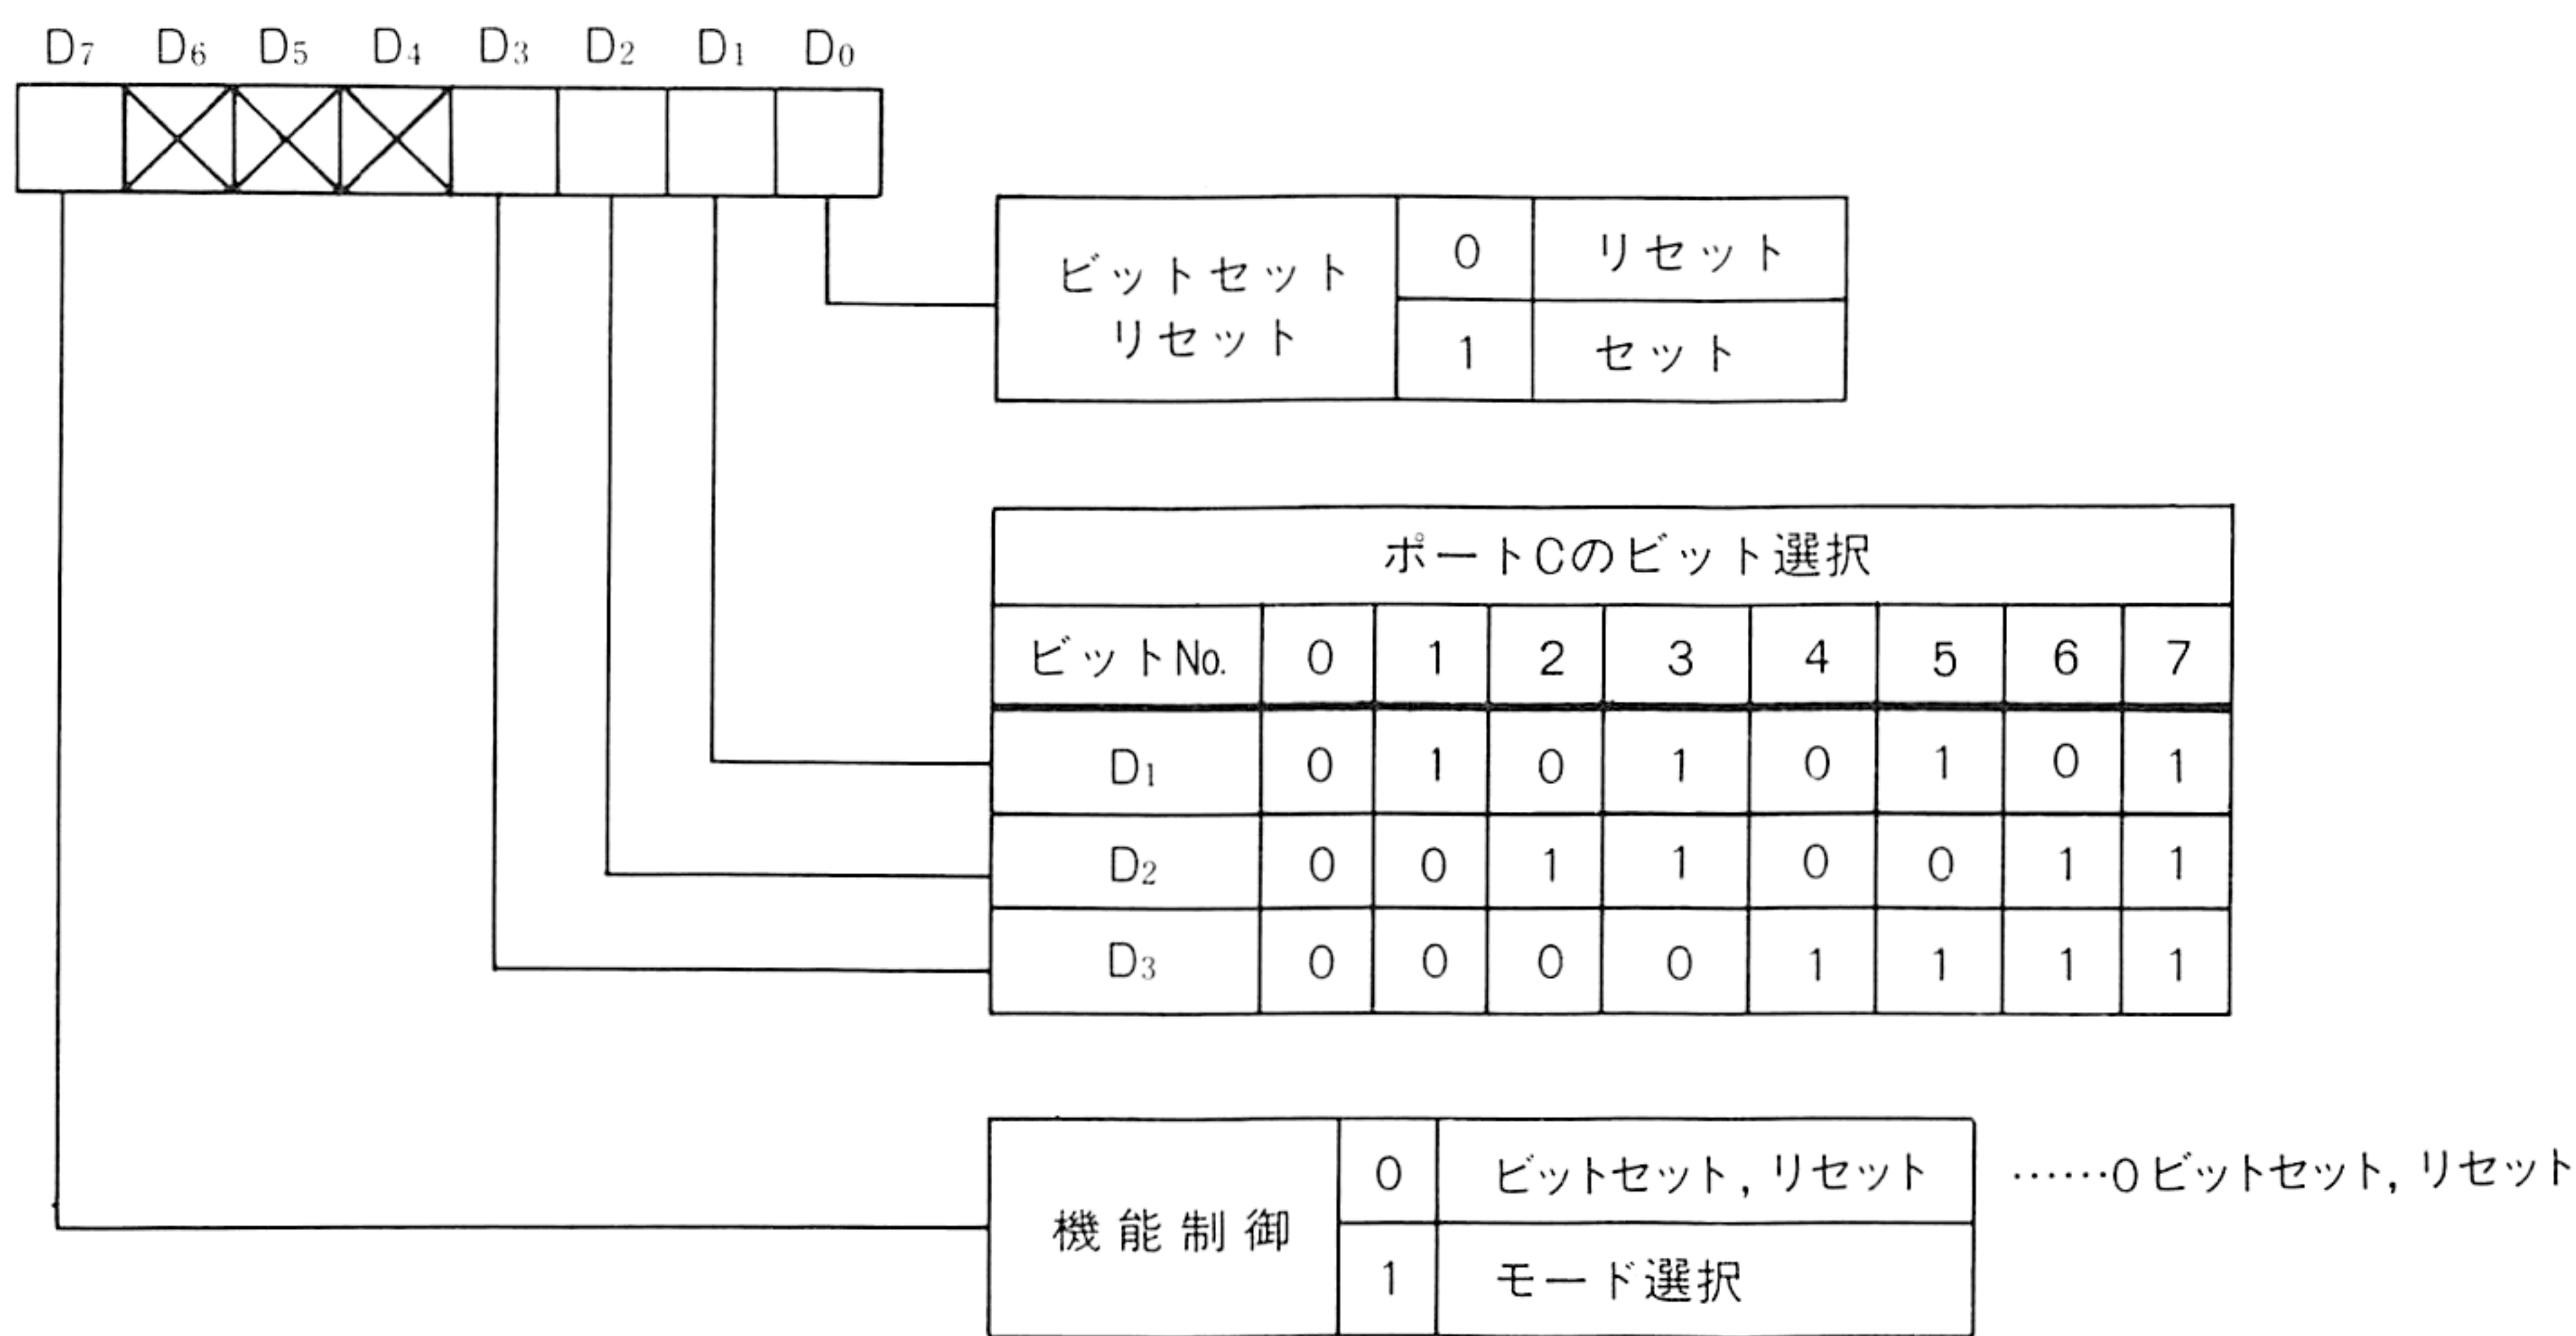 D7 D6 D5 D4 D3 D2 D1 D0
ビットセット
リセット
0 リセット
1 セット
ポートCのビット選択
ビットNo. 0 1 2 3 4 5 6 7
D1 0 1 0 1 0 1 0 1
D2 0 0 1 1 0 0 1 1
D3 0 0 0 0 1 1 1 1
機能制御
0 ビットセット, リセット ……0ビットセット, リセット
1 モード選択